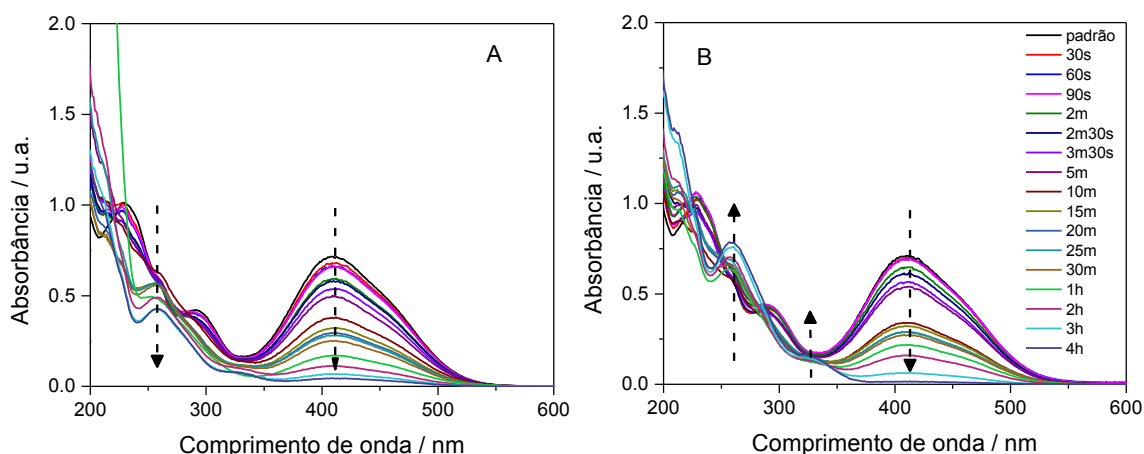 A
2.0
1.5
1.0
0.5
0.0
200
300
400
500
600
Absorbância / u.a.
Comprimento de onda / nm
B
2.0
1.5
1.0
0.5
0.0
200
300
400
500
600
Absorbância / u.a.
Comprimento de onda / nm
padrão
30s
60s
90s
2m
2m30s
3m30s
5m
10m
15m
20m
25m
30m
1h
2h
3h
4h